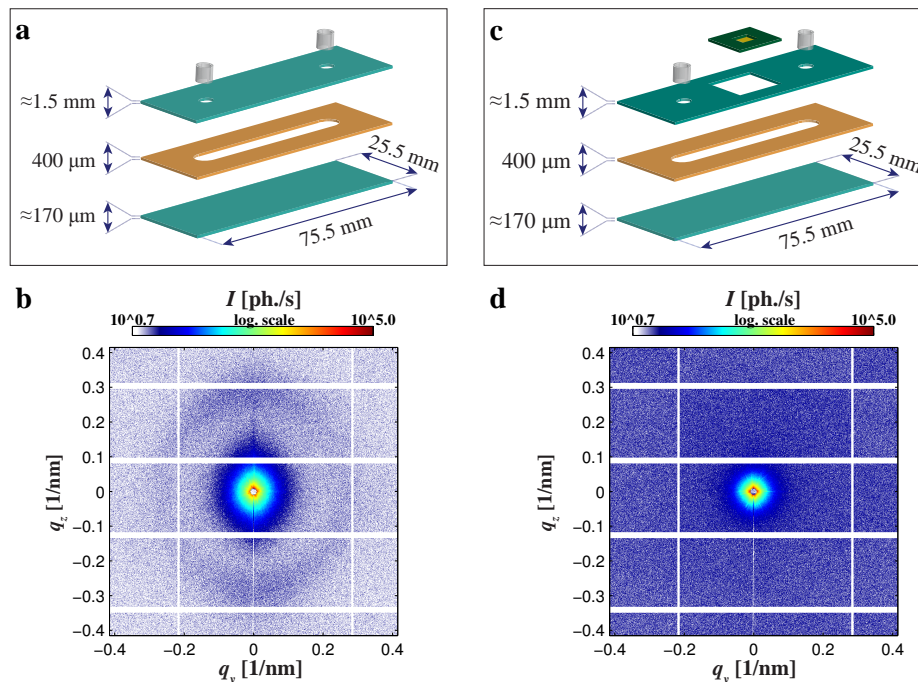 a
≈1.5 mm
400 μm
≈170 μm
25.5 mm
75.5 mm
c
≈1.5 mm
400 μm
≈170 μm
25.5 mm
75.5 mm
b
I [ph./s]
10^0.7 log. scale 10^5.0
0.4
0.3
0.2
0.1
0
−0.1
−0.2
−0.3
−0.4
q_z [1/nm]
−0.4 −0.2 0 0.2 0.4
q_y [1/nm]
d
I [ph./s]
10^0.7 log. scale 10^5.0
0.4
0.3
0.2
0.1
0
−0.1
−0.2
−0.3
−0.4
q_z [1/nm]
−0.4 −0.2 0 0.2 0.4
q_y [1/nm]